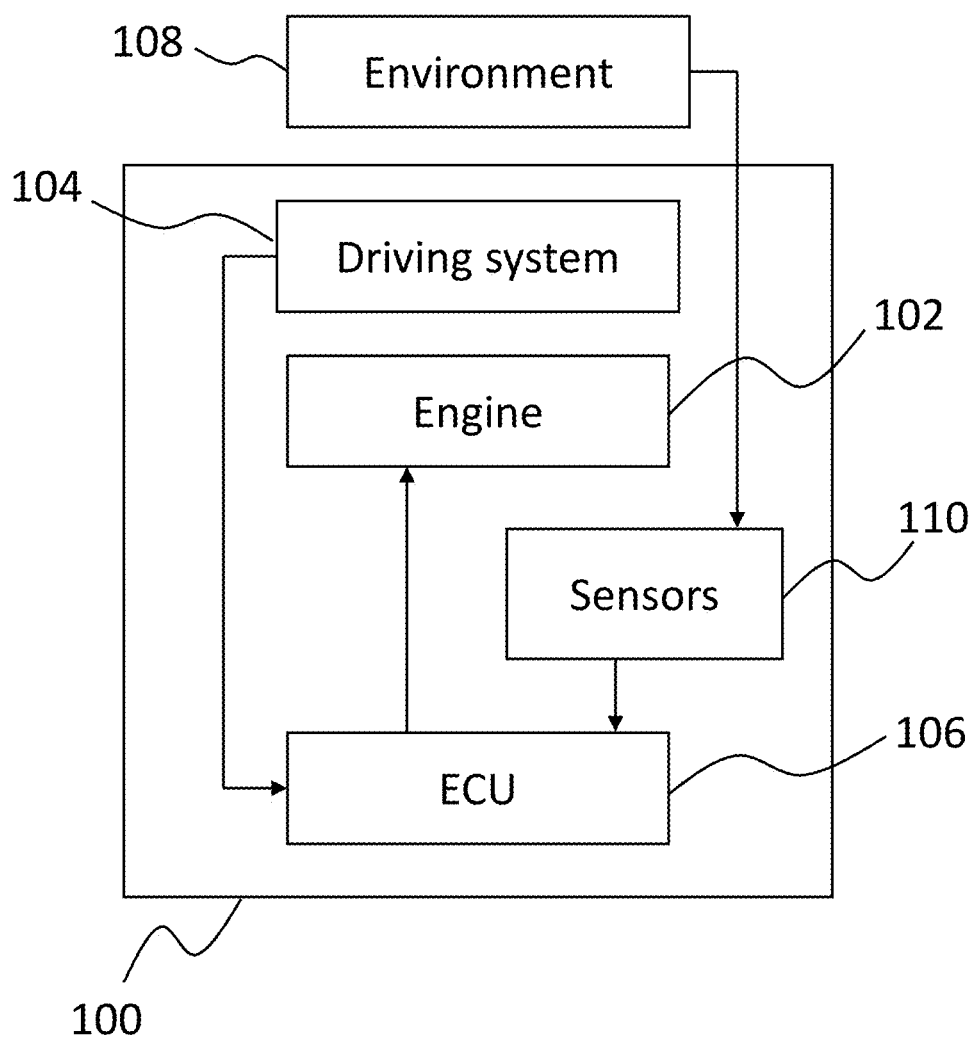 108
Environment
104
Driving system
102
Engine
110
Sensors
106
ECU
100